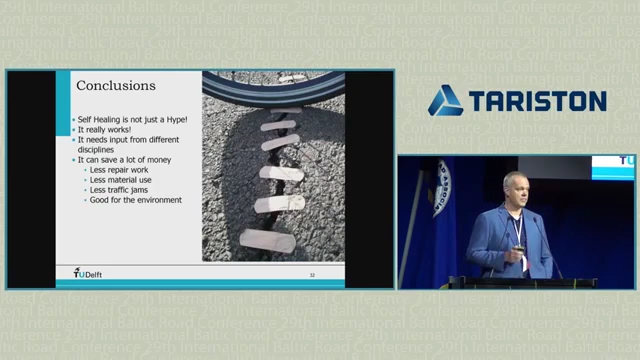 29th International Baltic Road Conference
Conclusions
Self Healing is not just a Hype!
It really works!
It needs input from different
disciplines
It can save a lot of money
Less repair work
Less material use
Less traffic jams
Good for the environment
TUDelft
32
TARISTON